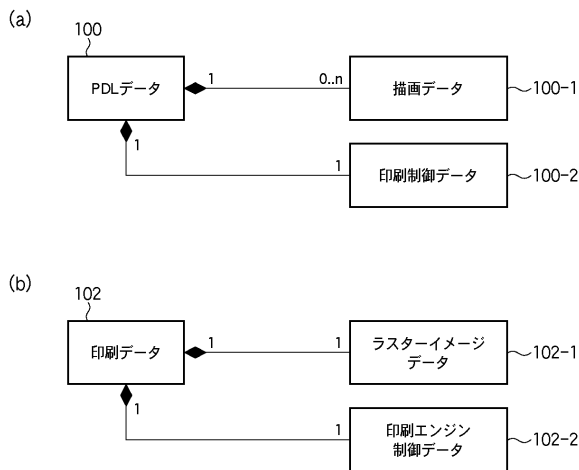 (a)
100
PDLデータ
1
0..n
描画データ
100-1
1
1
印刷制御データ
100-2
(b)
102
印刷データ
1
1
ラスターイメージ
データ
102-1
1
1
印刷エンジン
制御データ
102-2